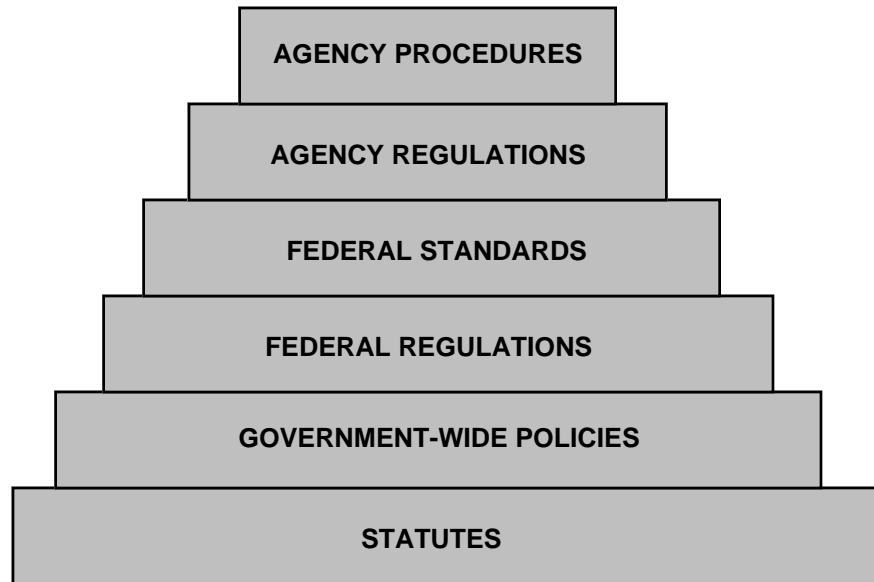 AGENCY PROCEDURES
AGENCY REGULATIONS
FEDERAL STANDARDS
FEDERAL REGULATIONS
GOVERNMENT-WIDE POLICIES
STATUTES